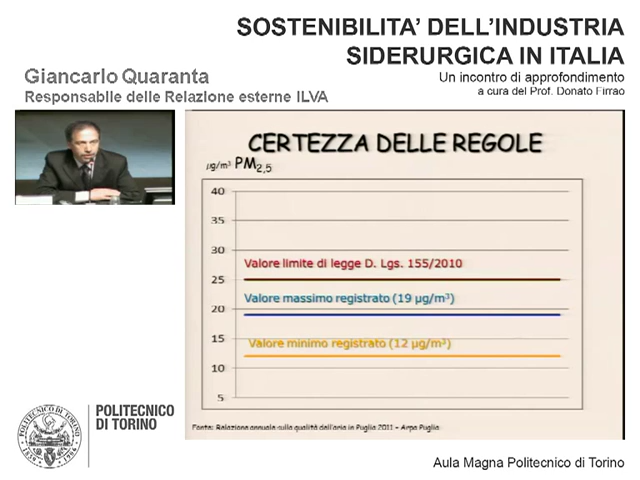 SOSTENIBILITA' DELL'INDUSTRIA
SIDERURGICA IN ITALIA
Un incontro di approfondimento
a cura del Prof. Donato Firrao
Giancarlo Quaranta
Responsabile delle Relazione esterne ILVA
CERTEZZA DELLE REGOLE
µg/m³ PM2,5
40
35
30
Valore limite di legge D. Lgs. 155/2010
25
Valore massimo registrato (19 µg/m³)
20
15
Valore minimo registrato (12 µg/m³)
10
5
Fonte: Relazione annuale sulla qualità dell'aria in Puglia 2011 – Arpa Puglia
POLITECNICO
DI TORINO
Aula Magna Politecnico di Torino